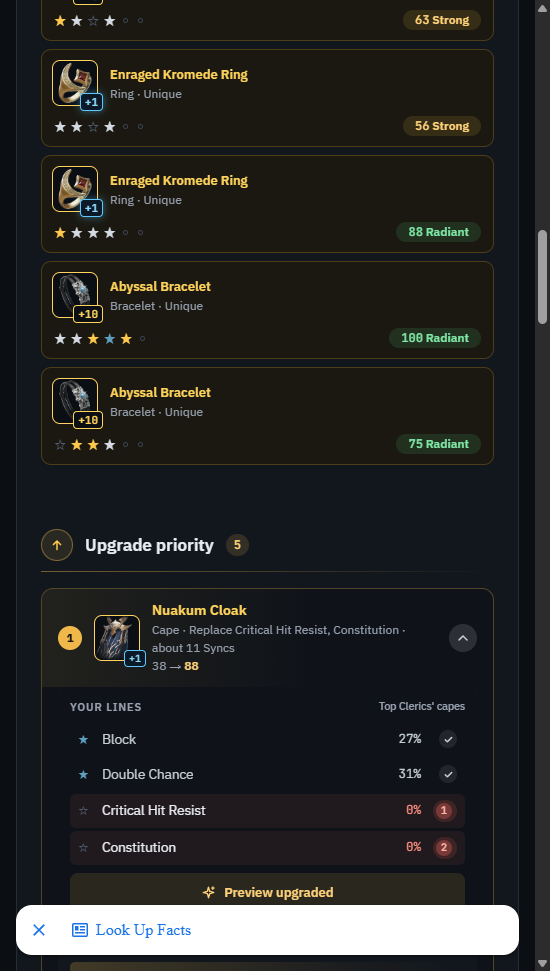 63 Strong
Enraged Kromede Ring
Ring · Unique
+1
56 Strong
Enraged Kromede Ring
Ring · Unique
+1
88 Radiant
Abyssal Bracelet
Bracelet · Unique
+10
100 Radiant
Abyssal Bracelet
Bracelet · Unique
+10
75 Radiant
Upgrade priority 5
1
Nuakum Cloak
Cape · Replace Critical Hit Resist, Constitution ·
about 11 Syncs
+1
38 → 88
YOUR LINES Top Clerics' capes
Block 27%
Double Chance 31%
Critical Hit Resist 0% 1
Constitution 0% 2
Preview upgraded
Look Up Facts